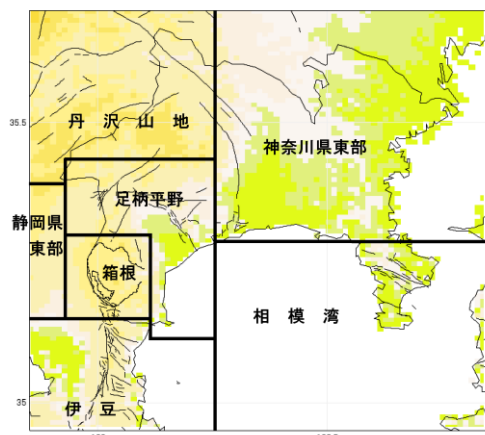 35.5
丹 沢 山 地
神奈川県東部
足柄平野
静岡県
東部
箱根
相 模 湾
伊 豆
35